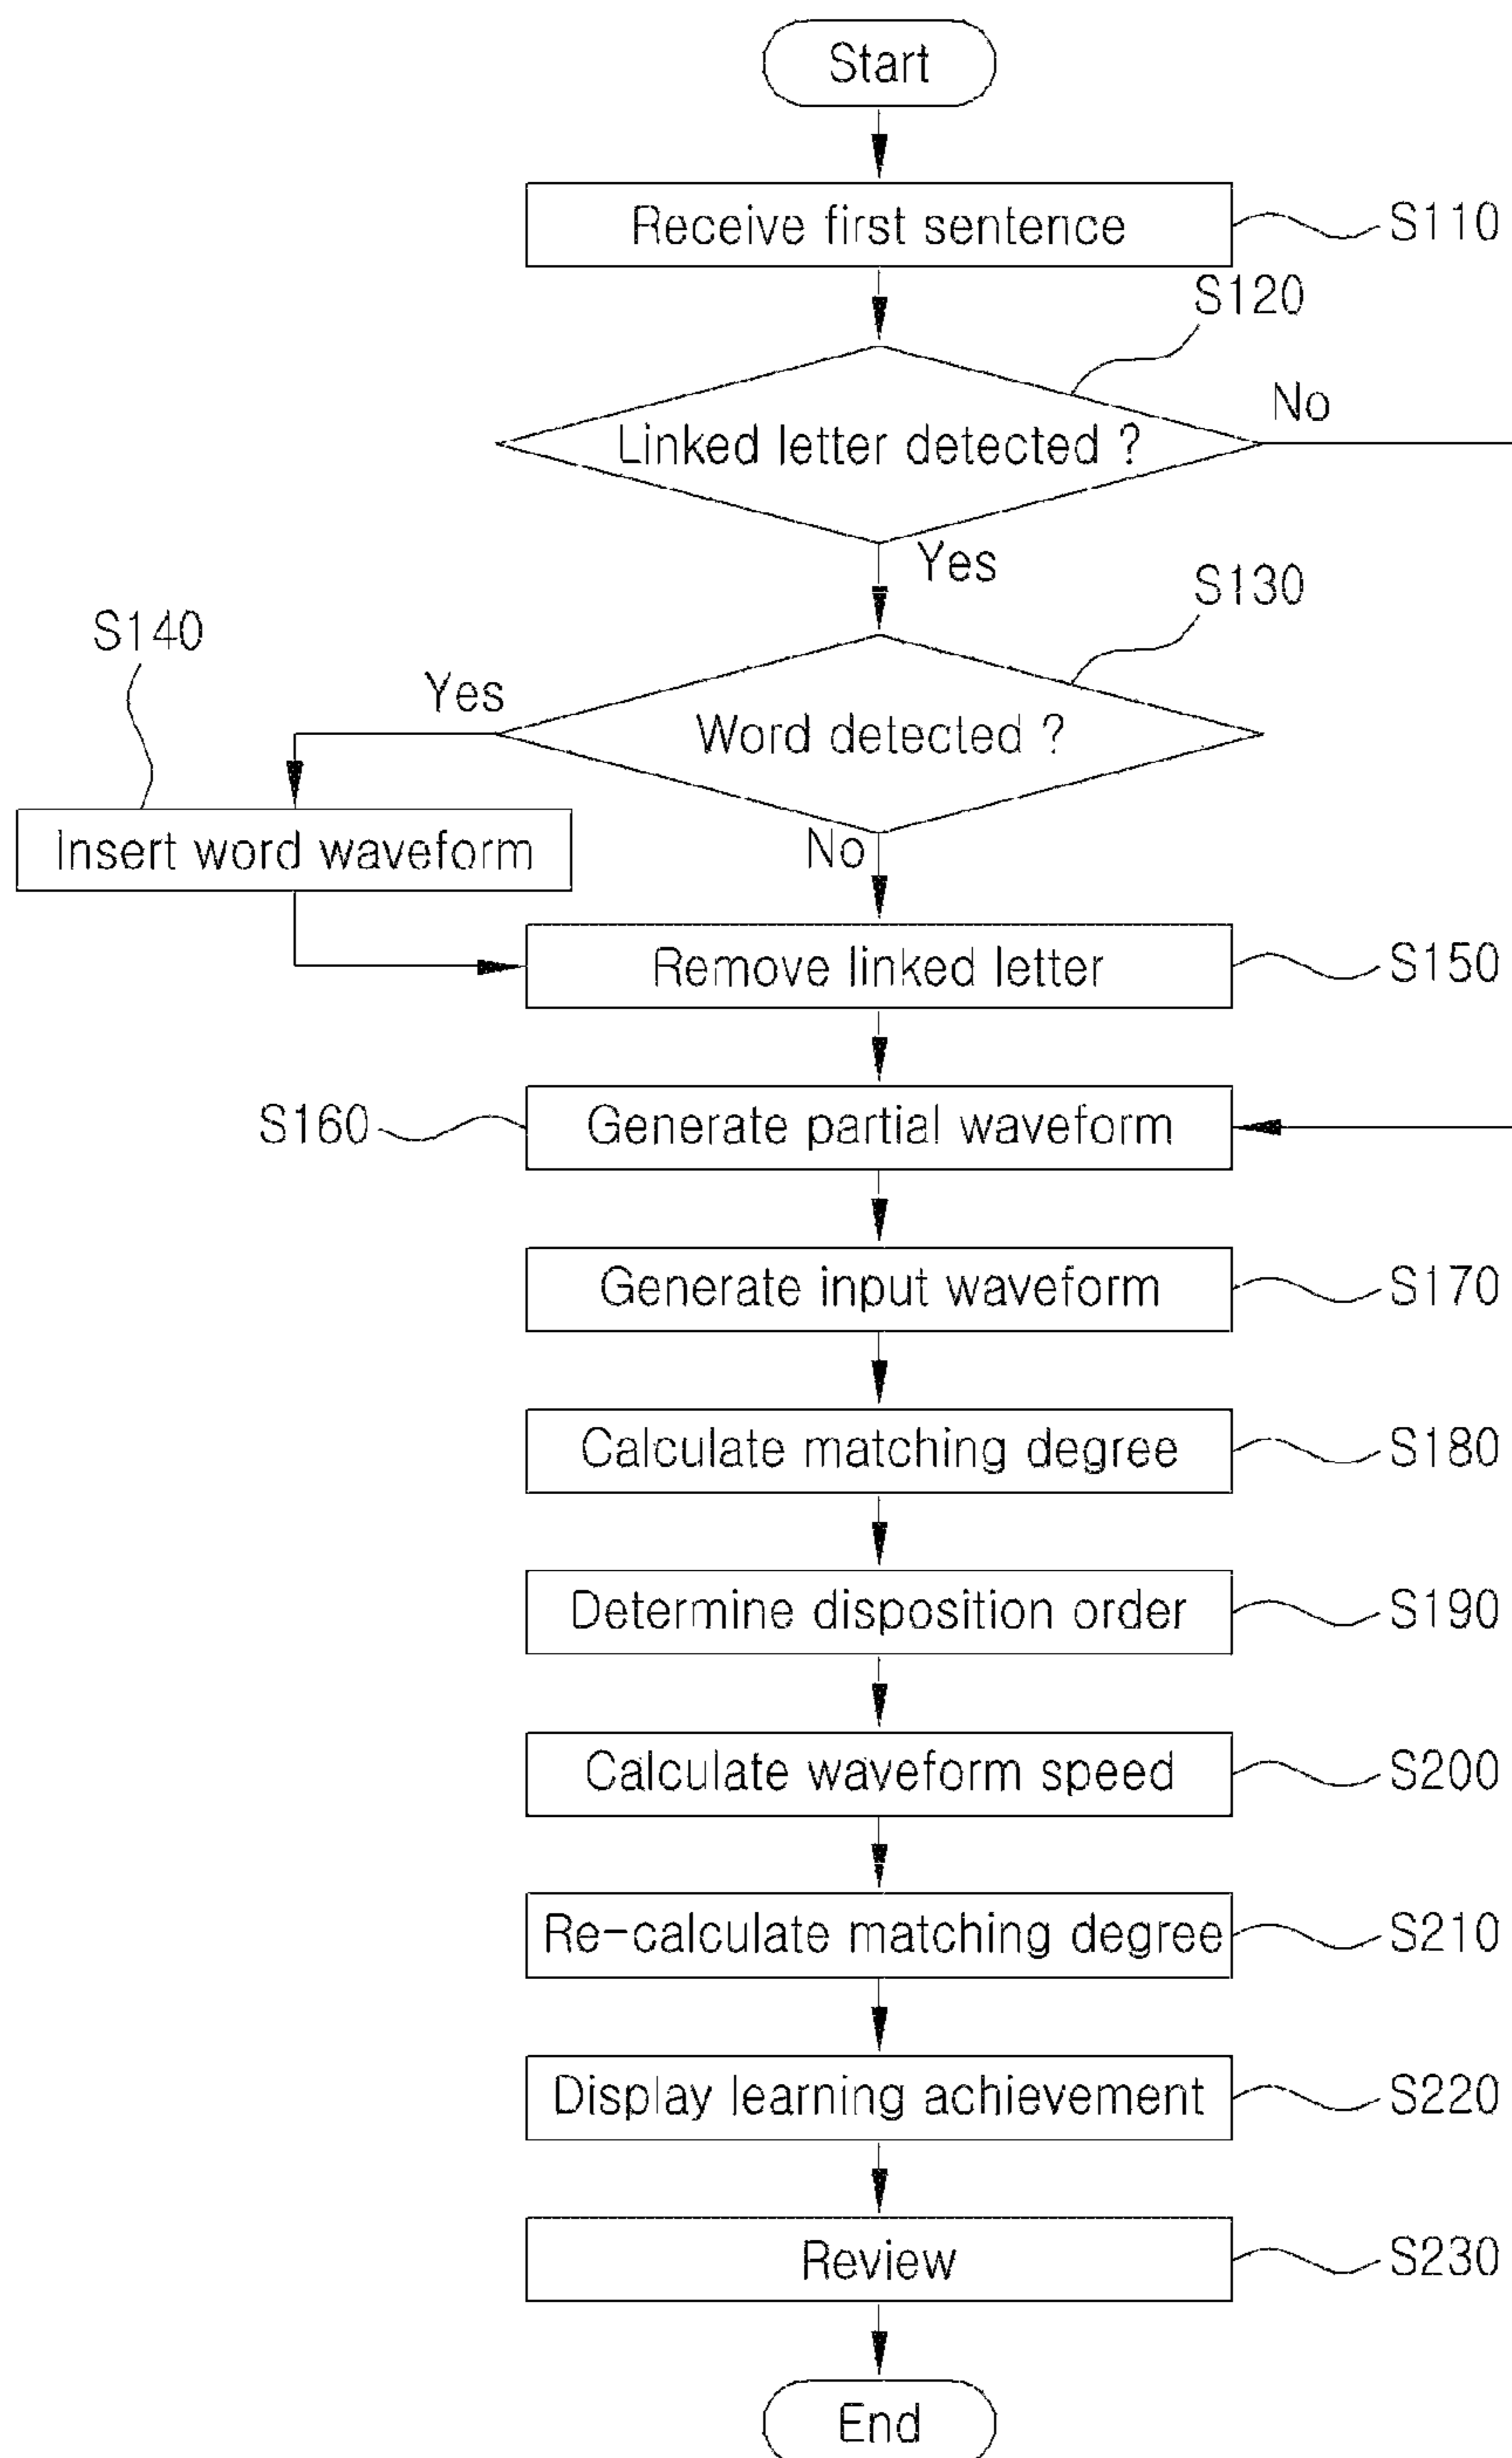 Start
Receive first sentence
S110
S120
Linked letter detected ?
No
Yes
S130
S140
Yes
Word detected ?
Insert word waveform
No
Remove linked letter
S150
S160
Generate partial waveform
Generate input waveform
S170
Calculate matching degree
S180
Determine disposition order
S190
Calculate waveform speed
S200
Re-calculate matching degree
S210
Display learning achievement
S220
Review
S230
End